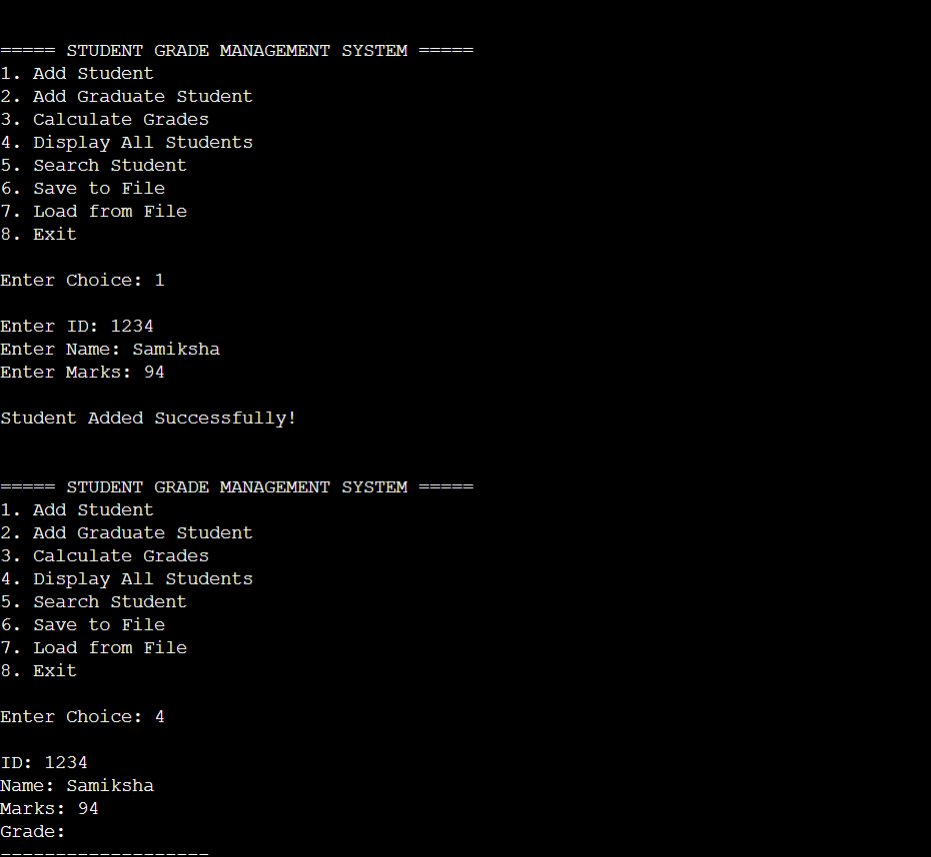 ===== STUDENT GRADE MANAGEMENT SYSTEM =====
1. Add Student
2. Add Graduate Student
3. Calculate Grades
4. Display All Students
5. Search Student
6. Save to File
7. Load from File
8. Exit
Enter Choice: 1
Enter ID: 1234
Enter Name: Samiksha
Enter Marks: 94
Student Added Successfully!
===== STUDENT GRADE MANAGEMENT SYSTEM =====
1. Add Student
2. Add Graduate Student
3. Calculate Grades
4. Display All Students
5. Search Student
6. Save to File
7. Load from File
8. Exit
Enter Choice: 4
ID: 1234
Name: Samiksha
Marks: 94
Grade:
-------------------